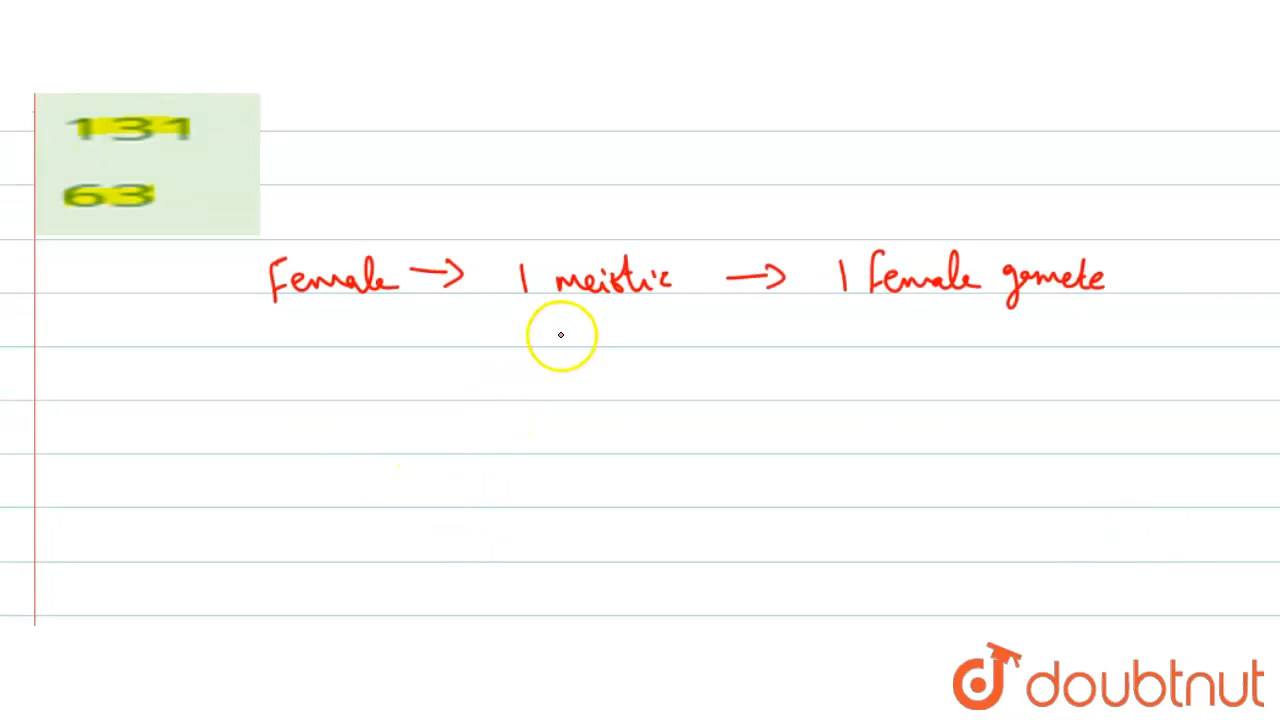 131
63
Female → 1 meiotic → 1 female gamete
doubtnut